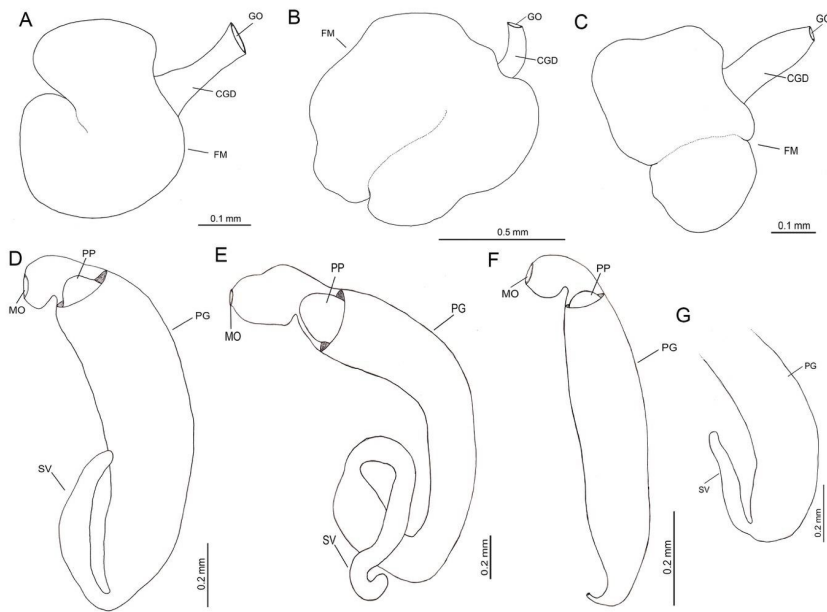 A
GO
CGD
FM
0.1 mm
B
FM
GO
CGD
0.5 mm
C
GO
CGD
FM
0.1 mm
D
PP
MO
PG
SV
0.2 mm
E
PP
MO
PG
SV
0.2 mm
F
PP
MO
PG
0.2 mm
G
PG
SV
0.2 mm